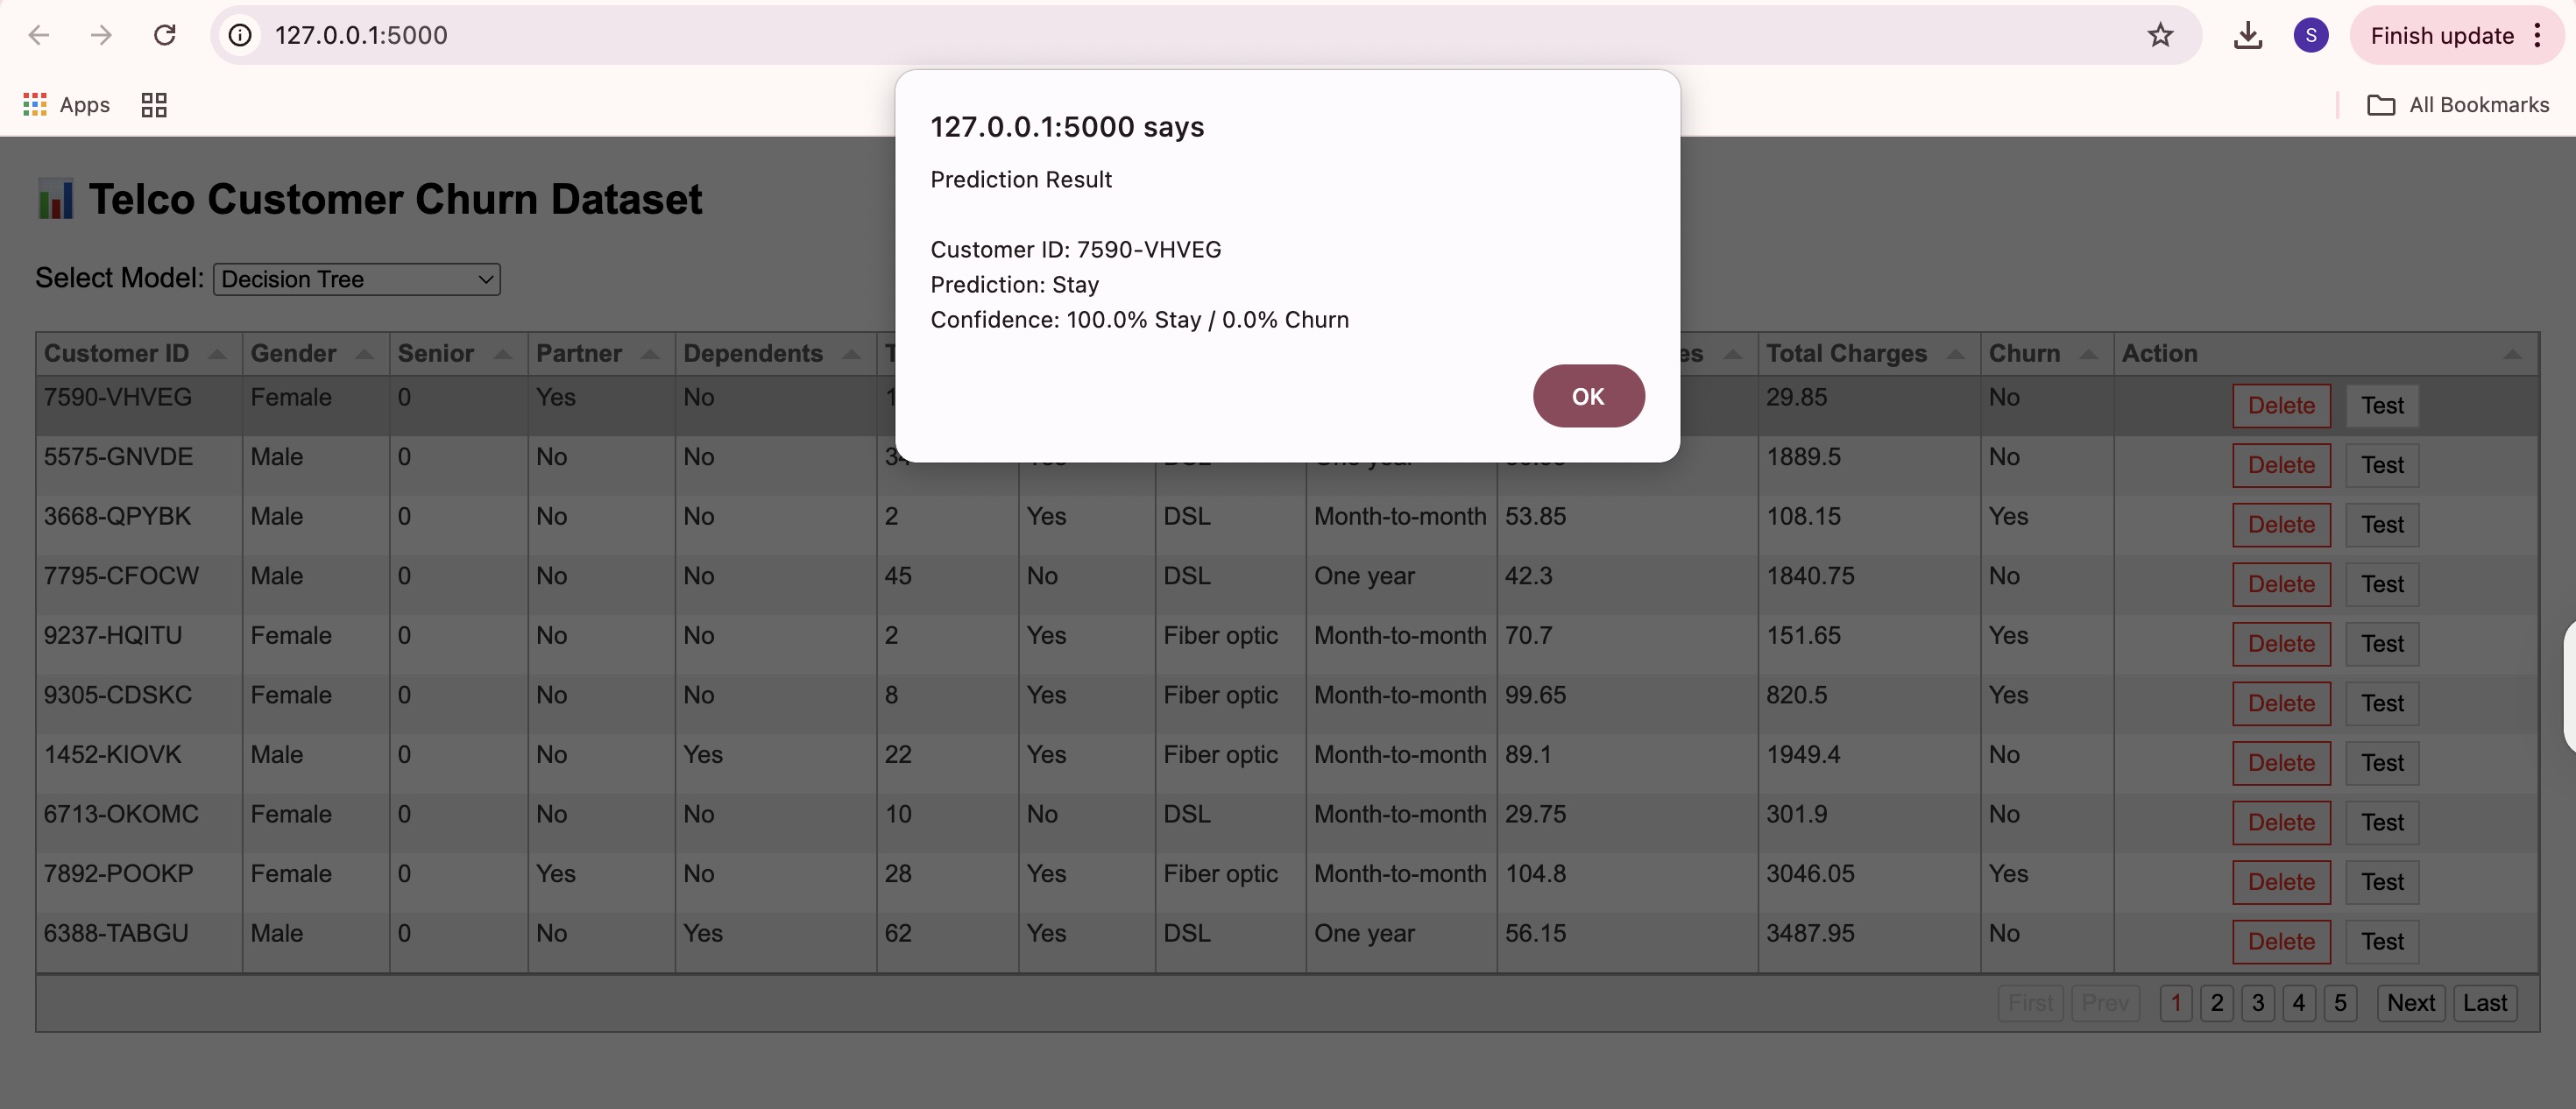 127.0.0.1:5000
S
Finish update
Apps
All Bookmarks
127.0.0.1:5000 says
Prediction Result
Customer ID: 7590-VHVEG
Prediction: Stay
Confidence: 100.0% Stay / 0.0% Churn
OK
Telco Customer Churn Dataset
Select Model: Decision Tree
Customer ID Gender Senior Partner Dependents T es Total Charges Churn Action
7590-VHVEG Female 0 Yes No 1 29.85 No Delete Test
5575-GNVDE Male 0 No No 34 1889.5 No Delete Test
3668-QPYBK Male 0 No No 2 Yes DSL Month-to-month 53.85 108.15 Yes Delete Test
7795-CFOCW Male 0 No No 45 No DSL One year 42.3 1840.75 No Delete Test
9237-HQITU Female 0 No No 2 Yes Fiber optic Month-to-month 70.7 151.65 Yes Delete Test
9305-CDSKC Female 0 No No 8 Yes Fiber optic Month-to-month 99.65 820.5 Yes Delete Test
1452-KIOVK Male 0 No Yes 22 Yes Fiber optic Month-to-month 89.1 1949.4 No Delete Test
6713-OKOMC Female 0 No No 10 No DSL Month-to-month 29.75 301.9 No Delete Test
7892-POOKP Female 0 Yes No 28 Yes Fiber optic Month-to-month 104.8 3046.05 Yes Delete Test
6388-TABGU Male 0 No Yes 62 Yes DSL One year 56.15 3487.95 No Delete Test
First Prev 1 2 3 4 5 Next Last